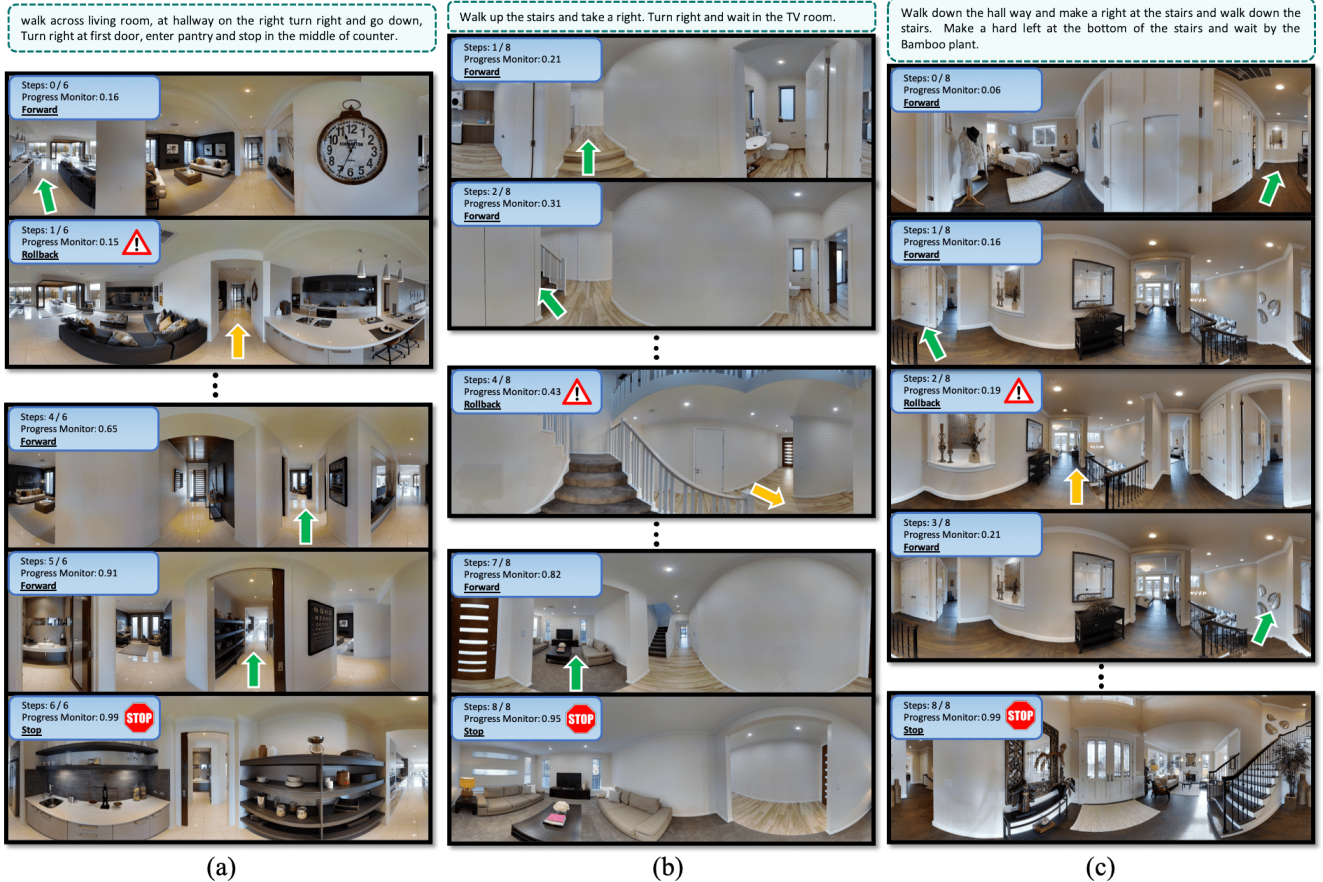 walk across living room, at hallway on the right turn right and go down,
Turn right at first door, enter pantry and stop in the middle of counter.
Steps: 0 / 6
Progress Monitor: 0.16
Forward
Steps: 1 / 6
Progress Monitor: 0.15
Rollback
Steps: 4 / 6
Progress Monitor: 0.65
Forward
Steps: 5 / 6
Progress Monitor: 0.91
Forward
Steps: 6 / 6
Progress Monitor: 0.99
Stop
STOP
(a)
Walk up the stairs and take a right. Turn right and wait in the TV room.
Steps: 1 / 8
Progress Monitor: 0.21
Forward
Steps: 2 / 8
Progress Monitor: 0.31
Forward
Steps: 4 / 8
Progress Monitor: 0.43
Rollback
Steps: 7 / 8
Progress Monitor: 0.82
Forward
Steps: 8 / 8
Progress Monitor: 0.95
Stop
STOP
(b)
Walk down the hall way and make a right at the stairs and walk down the
stairs. Make a hard left at the bottom of the stairs and wait by the
Bamboo plant.
Steps: 0 / 8
Progress Monitor: 0.06
Forward
Steps: 1 / 8
Progress Monitor: 0.16
Forward
Steps: 2 / 8
Progress Monitor: 0.19
Rollback
Steps: 3 / 8
Progress Monitor: 0.21
Forward
Steps: 8 / 8
Progress Monitor: 0.99
Stop
STOP
(c)